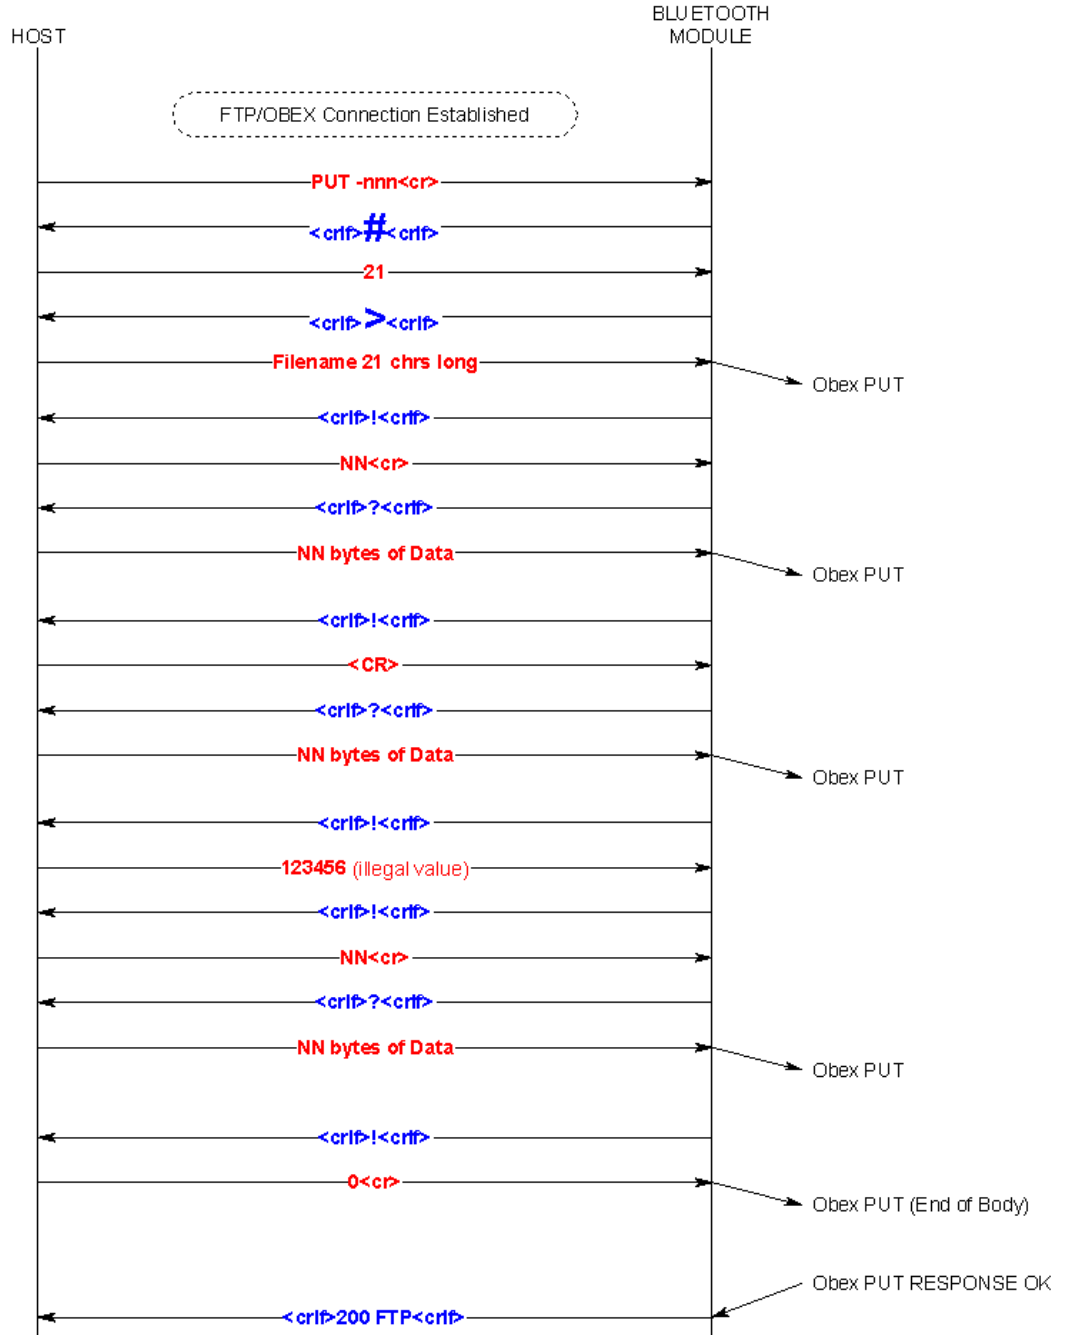 BLUETOOTH
HOST
MODULE
FTP/OBEX Connection Established
PUT -nnn<cr>
<crlf>#<crlf>
21
<crlf>><crlf>
Filename 21 chrs long
Obex PUT
<crlf>!<crlf>
NN<cr>
<crlf>?<crlf>
NN bytes of Data
Obex PUT
<crlf>!<crlf>
<CR>
<crlf>?<crlf>
NN bytes of Data
Obex PUT
<crlf>!<crlf>
123456 (illegal value)
<crlf>!<crlf>
NN<cr>
<crlf>?<crlf>
NN bytes of Data
Obex PUT
<crlf>!<crlf>
0<cr>
Obex PUT (End of Body)
Obex PUT RESPONSE OK
<crlf>200 FTP<crlf>